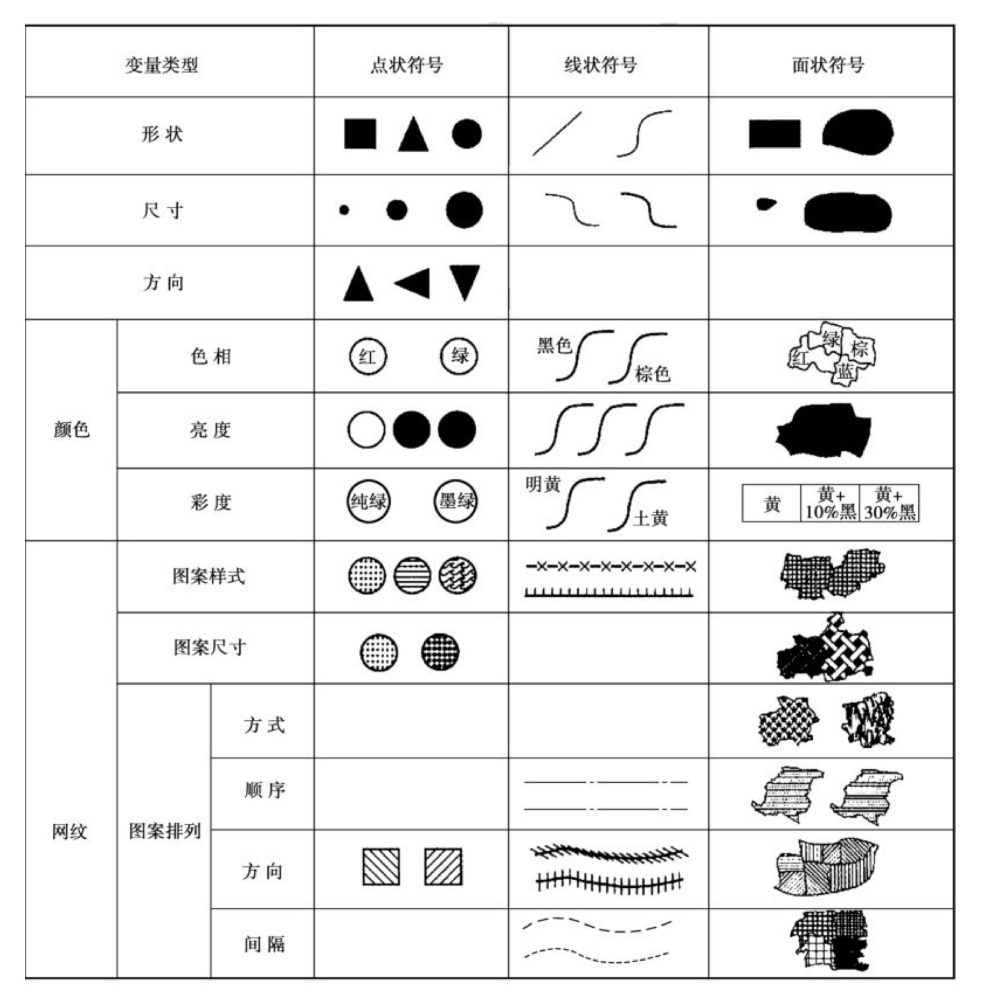 变量类型
点状符号
线状符号
面状符号
形 状
尺 寸
方 向
颜色
色 相
红
绿
黑色
棕色
绿
棕
红
蓝
亮 度
彩 度
纯绿
墨绿
明黄
土黄
黄
黄+
10%黑
黄+
30%黑
网纹
图案样式
图案尺寸
图案排列
方 式
顺 序
方 向
间 隔